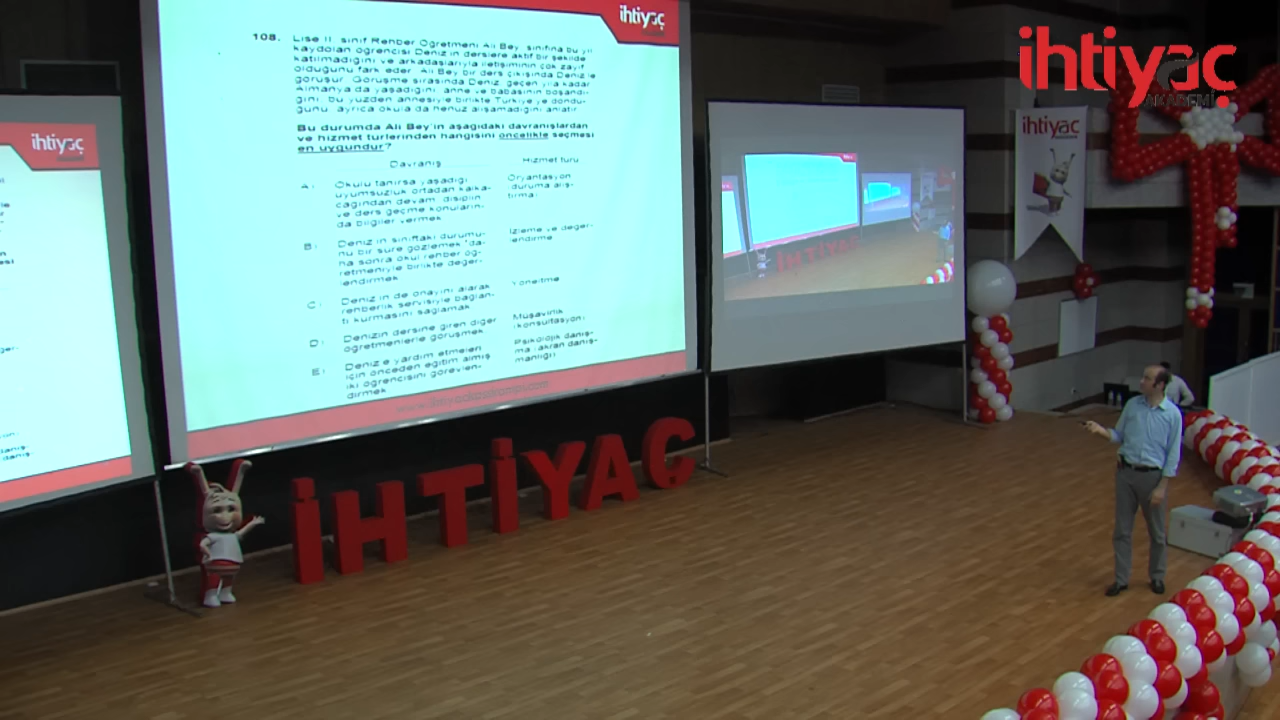 ihtiyaç
AKADEMİ
ihtiyaç
ihtiyaç
ihtiyaç
108. Lise II. sınıf Rehber Öğretmeni Ali Bey, sınıfına bu yıl
kaydolan öğrencisi Deniz'in derslere aktif bir şekilde
katılmadığını ve arkadaşlarıyla iletişiminin çok zayıf
olduğunu fark eder. Ali Bey bir ders çıkışında Deniz'le
görüşür. Görüşme sırasında Deniz, geçen yıla kadar
Almanya'da yaşadığını, anne ve babasının boşandı-
ğını, bu yüzden annesiyle birlikte Türkiye'ye döndü-
ğünü, ayrıca okula da henüz alışamadığını anlatır.
Bu durumda Ali Bey'in aşağıdaki davranışlardan
ve hizmet türlerinden hangisini öncelikle seçmesi
en uygundur?
Davranış Hizmet türü
A) Okulu tanırsa yaşadığı Oryantasyon
uyumsuzluk ortadan kalka- (duruma alış-
cağından devam, disiplin tırma)
ve ders geçme konuların-
da bilgiler vermek
B) Deniz'in sınıftaki durumu- İzleme ve değer-
nu bir süre gözlemek, da- lendirme
ha sonra okul rehber öğ-
retmeniyle birlikte değer-
lendirmek
C) Deniz'in de onayını alarak Yöneltme
rehberlik servisiyle bağlan-
tı kurmasını sağlamak
D) Denizin dersine giren diğer Müşavirlik
öğretmenlerle görüşmek (konsültasyon)
E) Deniz'e yardım etmeleri Psikolojik danış-
için önceden eğitim almış ma (akran danış-
iki öğrencisini görevlen- manlığı)
dirmek
İHTİYAÇ